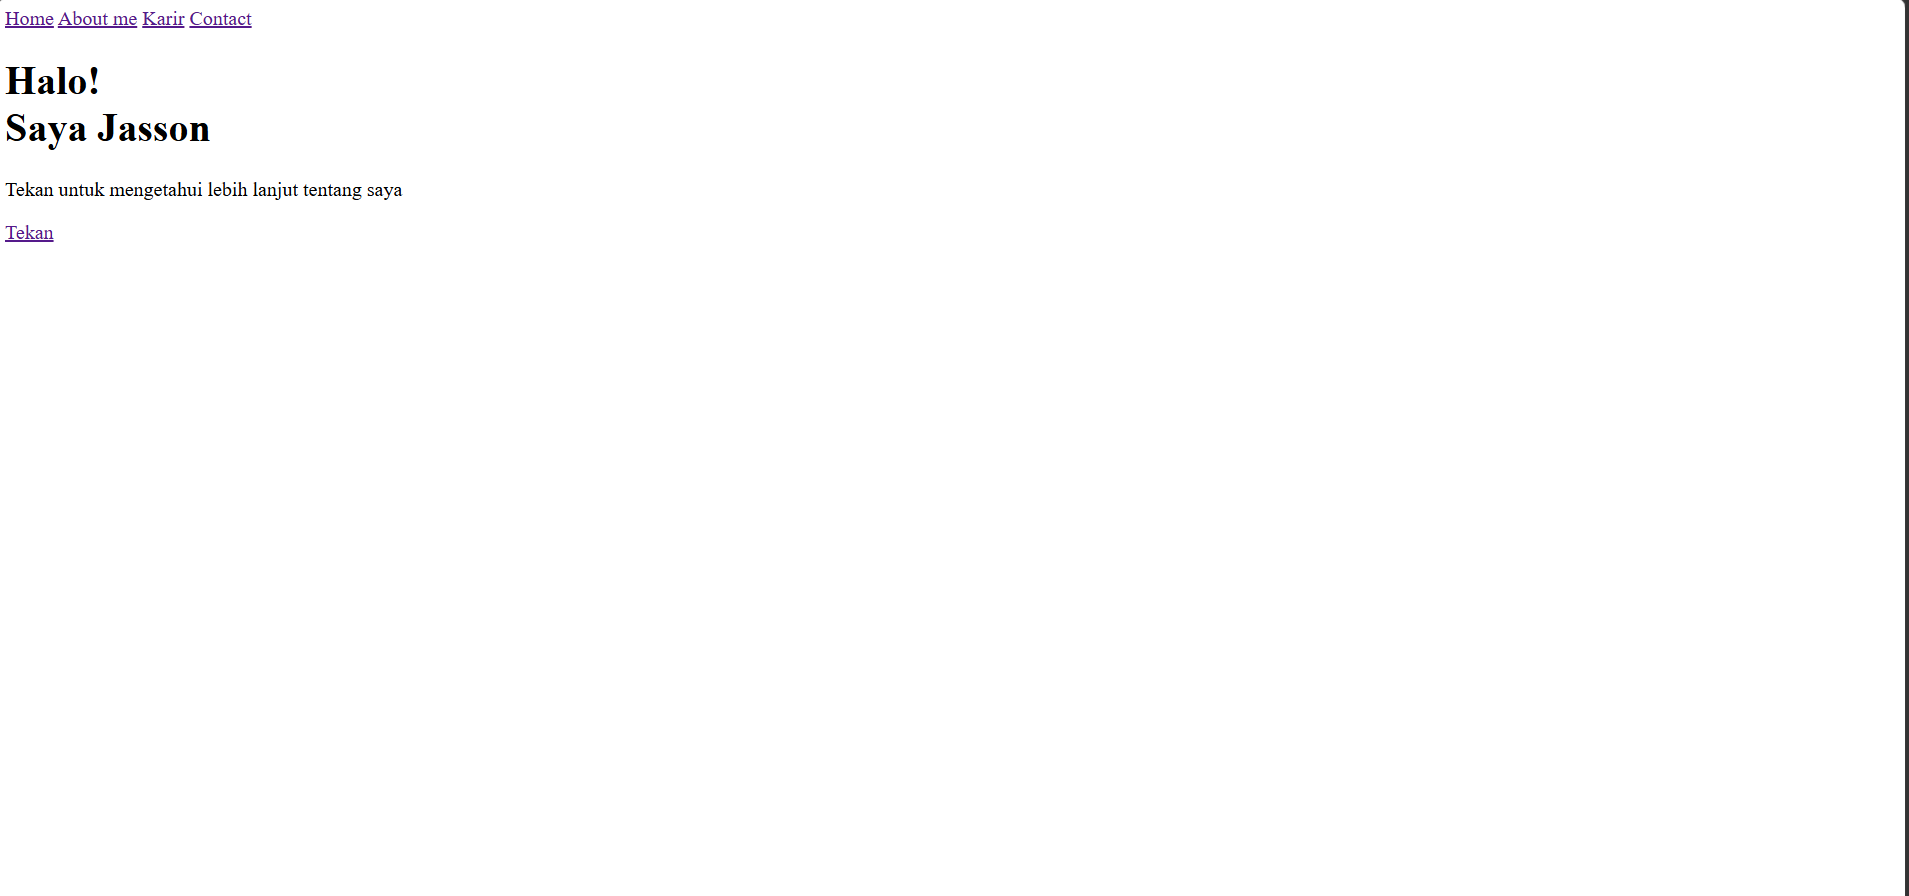 Home About me Karir Contact
Halo!
Saya Jasson
Tekan untuk mengetahui lebih lanjut tentang saya
Tekan